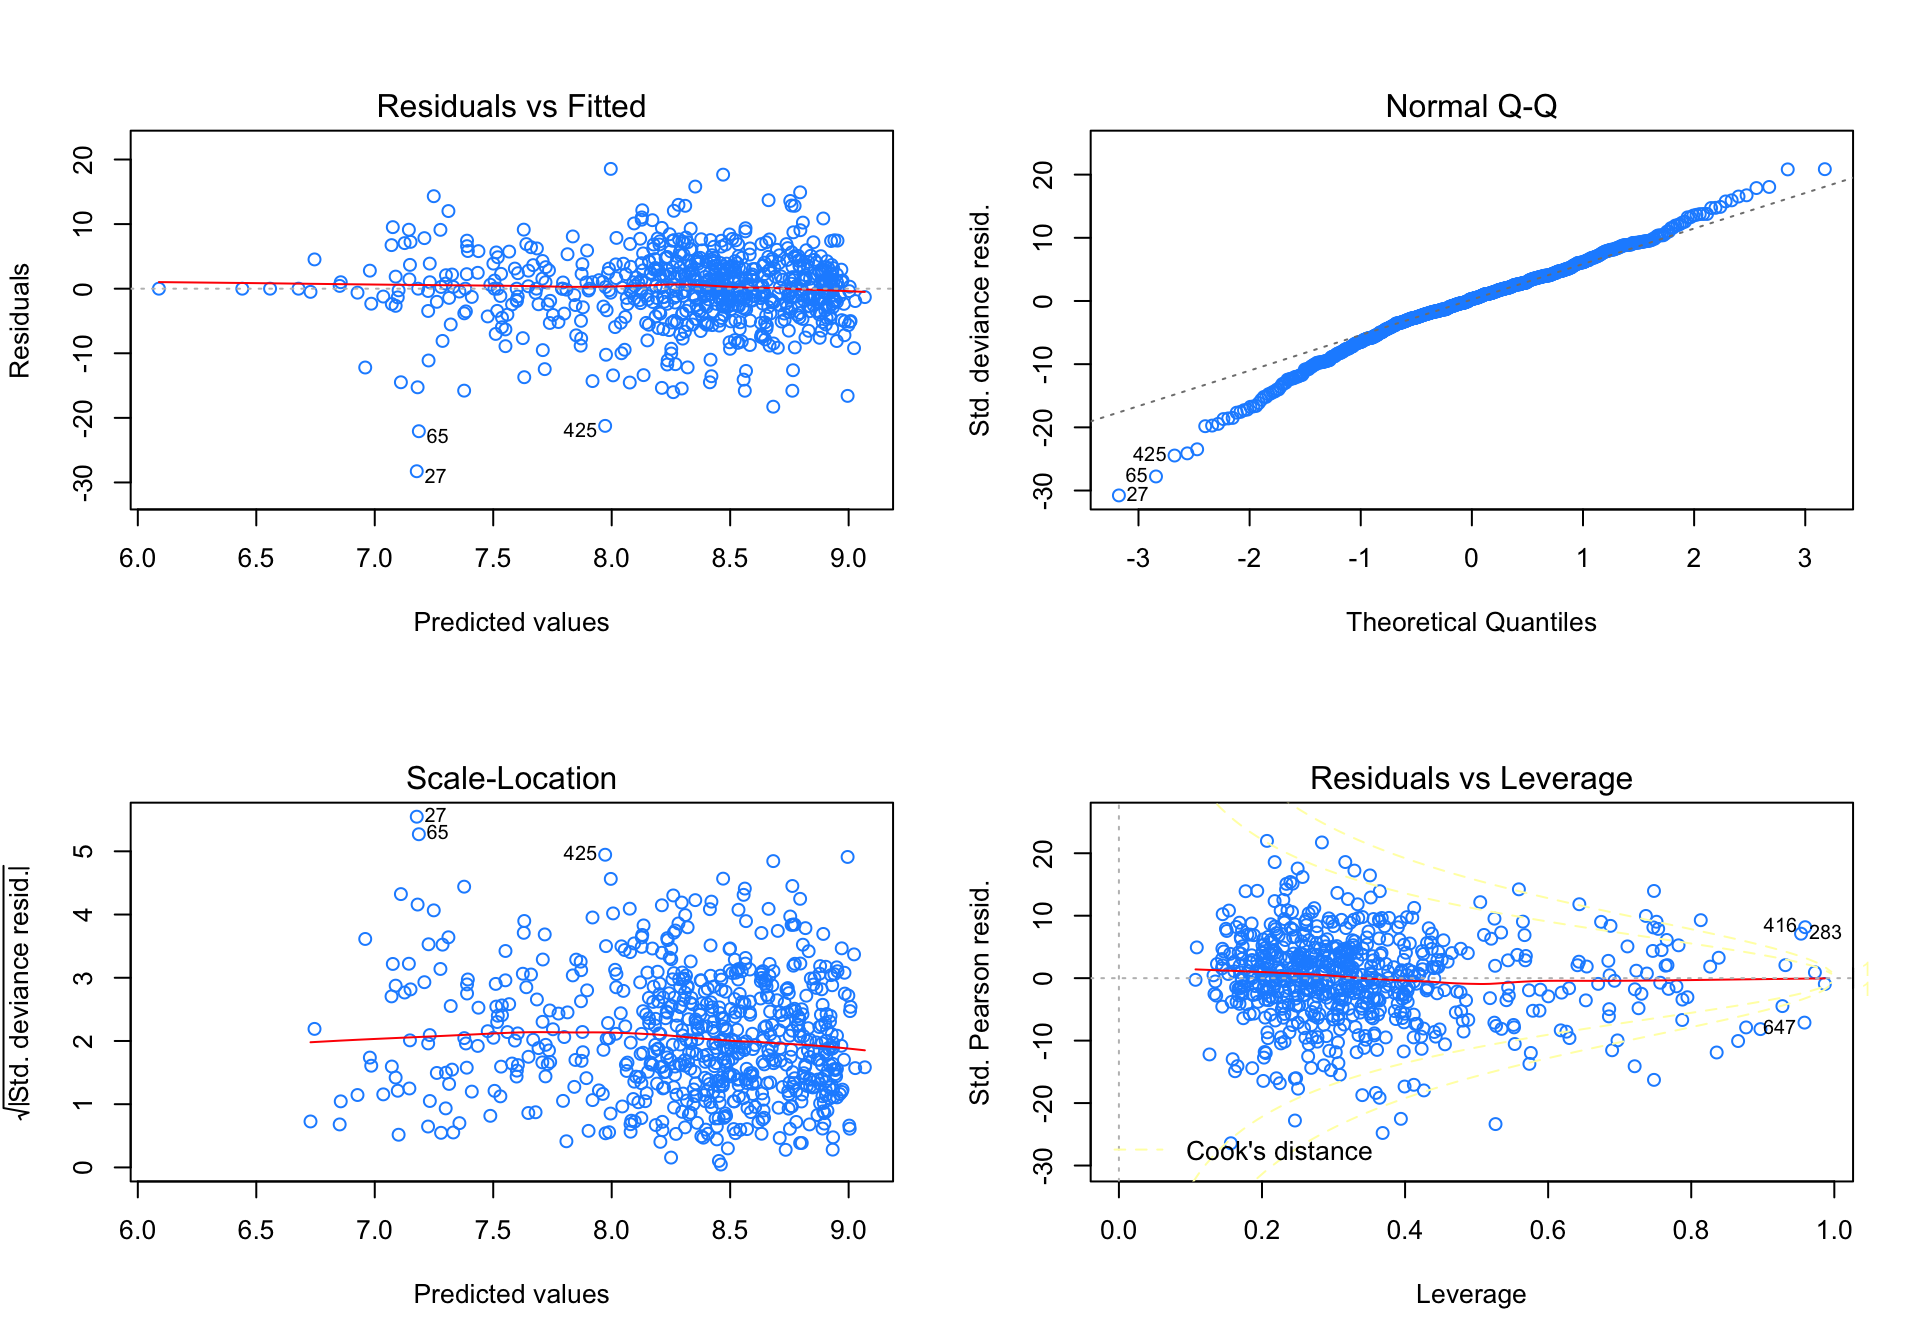 Residuals vs Fitted
Residuals
20
10
0
-10
-20
-30
65
27
425
6.0 6.5 7.0 7.5 8.0 8.5 9.0
Predicted values
Normal Q-Q
Std. deviance resid.
20
10
0
-10
-20
-30
425
65
27
-3 -2 -1 0 1 2 3
Theoretical Quantiles
Scale-Location
√|Std. deviance resid.|
5
4
3
2
1
0
27
65
425
6.0 6.5 7.0 7.5 8.0 8.5 9.0
Predicted values
Residuals vs Leverage
Std. Pearson resid.
20
10
0
-10
-20
-30
416
283
647
Cook's distance
0.0 0.2 0.4 0.6 0.8 1.0
Leverage